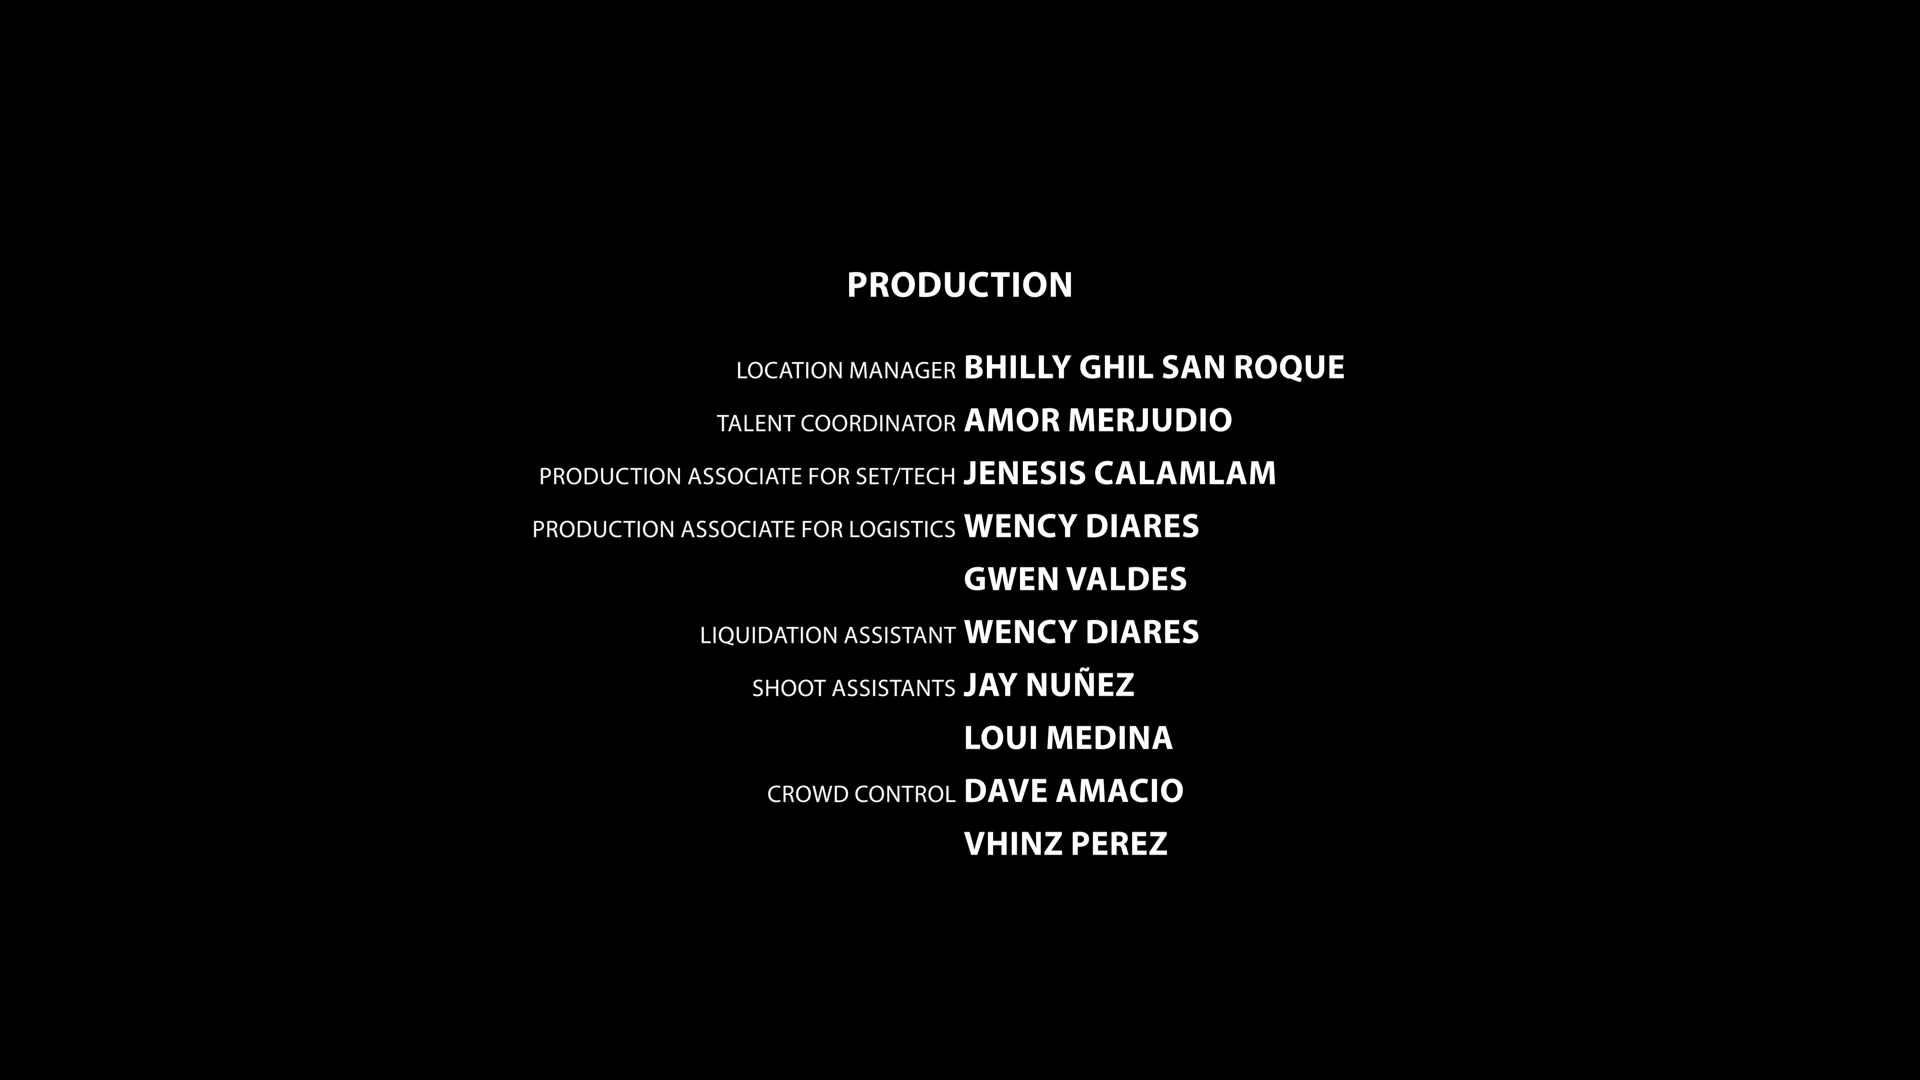 PRODUCTION
LOCATION MANAGER BHILLY GHIL SAN ROQUE
TALENT COORDINATOR AMOR MERJUDIO
PRODUCTION ASSOCIATE FOR SET/TECH JENESIS CALAMLAM
PRODUCTION ASSOCIATE FOR LOGISTICS WENCY DIARES
GWEN VALDES
LIQUIDATION ASSISTANT WENCY DIARES
SHOOT ASSISTANTS JAY NUÑEZ
LOUI MEDINA
CROWD CONTROL DAVE AMACIO
VHINZ PEREZ